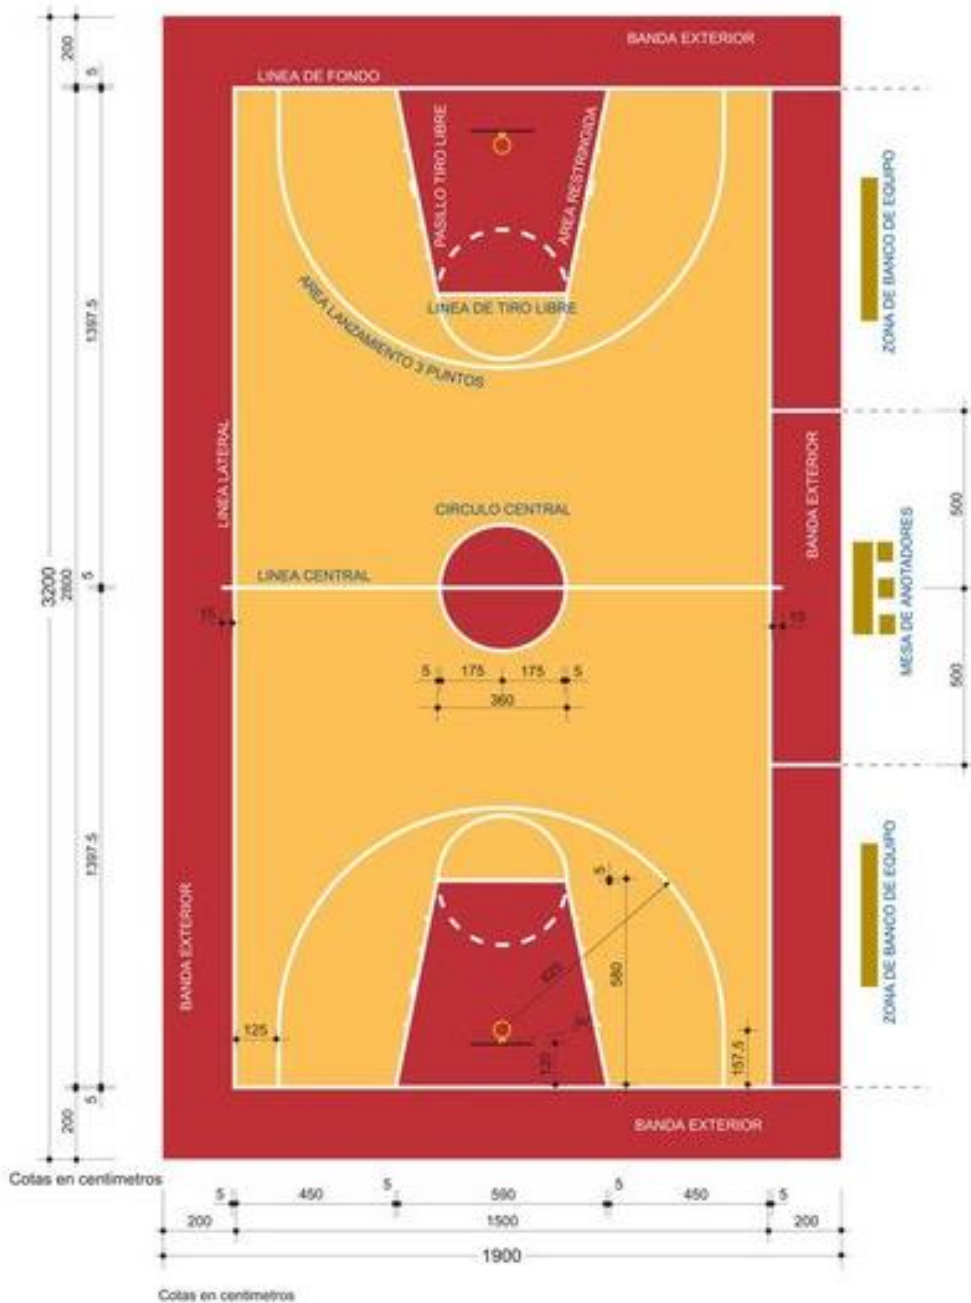 BANDA EXTERIOR
200
5
LINEA DE FONDO
PASILLO TIRO LIBRE
AREA RESTRINGIDA
ZONA DE BANCO DE EQUIPO
LINEA DE TIRO LIBRE
AREA LANZAMIENTO 3 PUNTOS
1397.5
LINEA LATERAL
BANDA EXTERIOR
500
CIRCULO CENTRAL
MESA DE ANOTADORES
LINEA CENTRAL
3200
2800
5
15
15
5
175
175
5
360
500
1397.5
BANDA EXTERIOR
ZONA DE BANCO DE EQUIPO
5
625
580
125
120
157,5
5
200
BANDA EXTERIOR
Cotas en centimetros
5
450
5
590
5
450
5
200
1500
200
1900
Cotas en centimetros